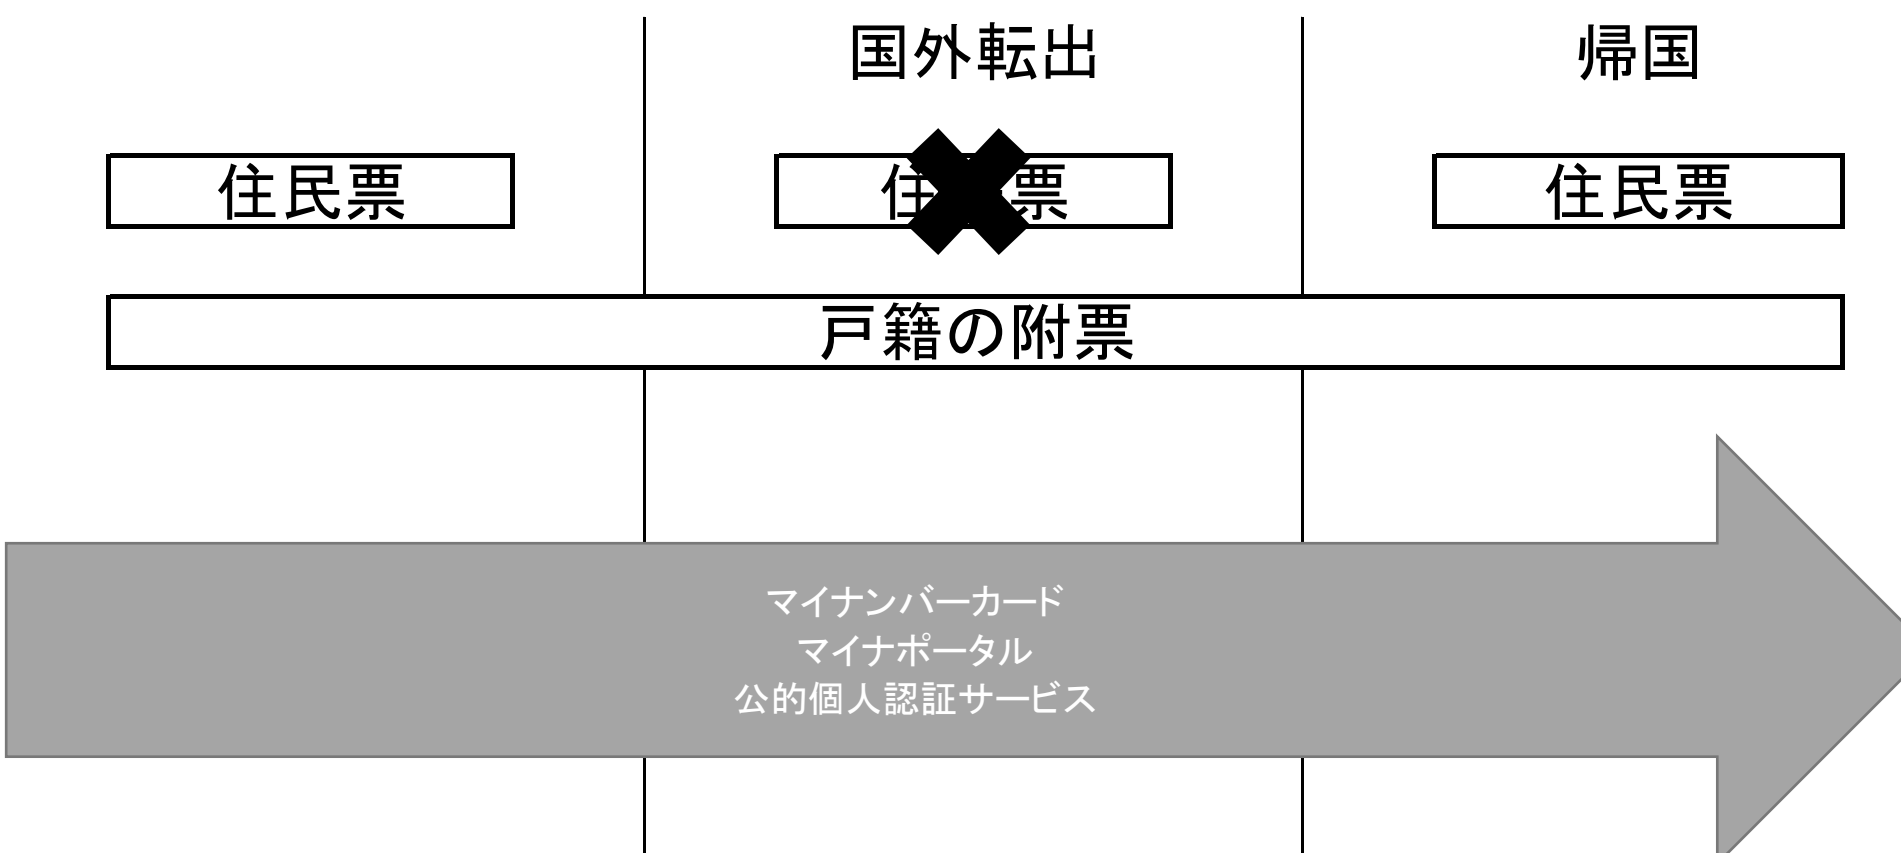 国外転出
帰国
住民票
住 票
住民票
戸籍の附票
マイナンバーカード
マイナポータル
公的個人認証サービス